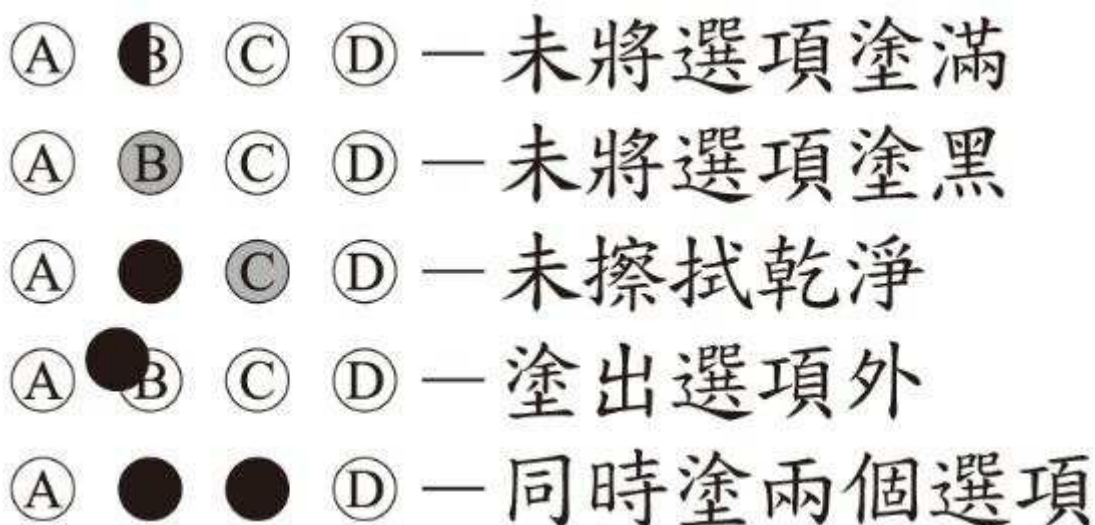 Ⓐ B Ⓒ Ⓓ — 未將選項塗滿
Ⓐ Ⓑ Ⓒ Ⓓ — 未將選項塗黑
Ⓐ ● Ⓒ Ⓓ — 未擦拭乾淨
Ⓐ B Ⓒ Ⓓ — 塗出選項外
Ⓐ ● ● Ⓓ — 同時塗兩個選項